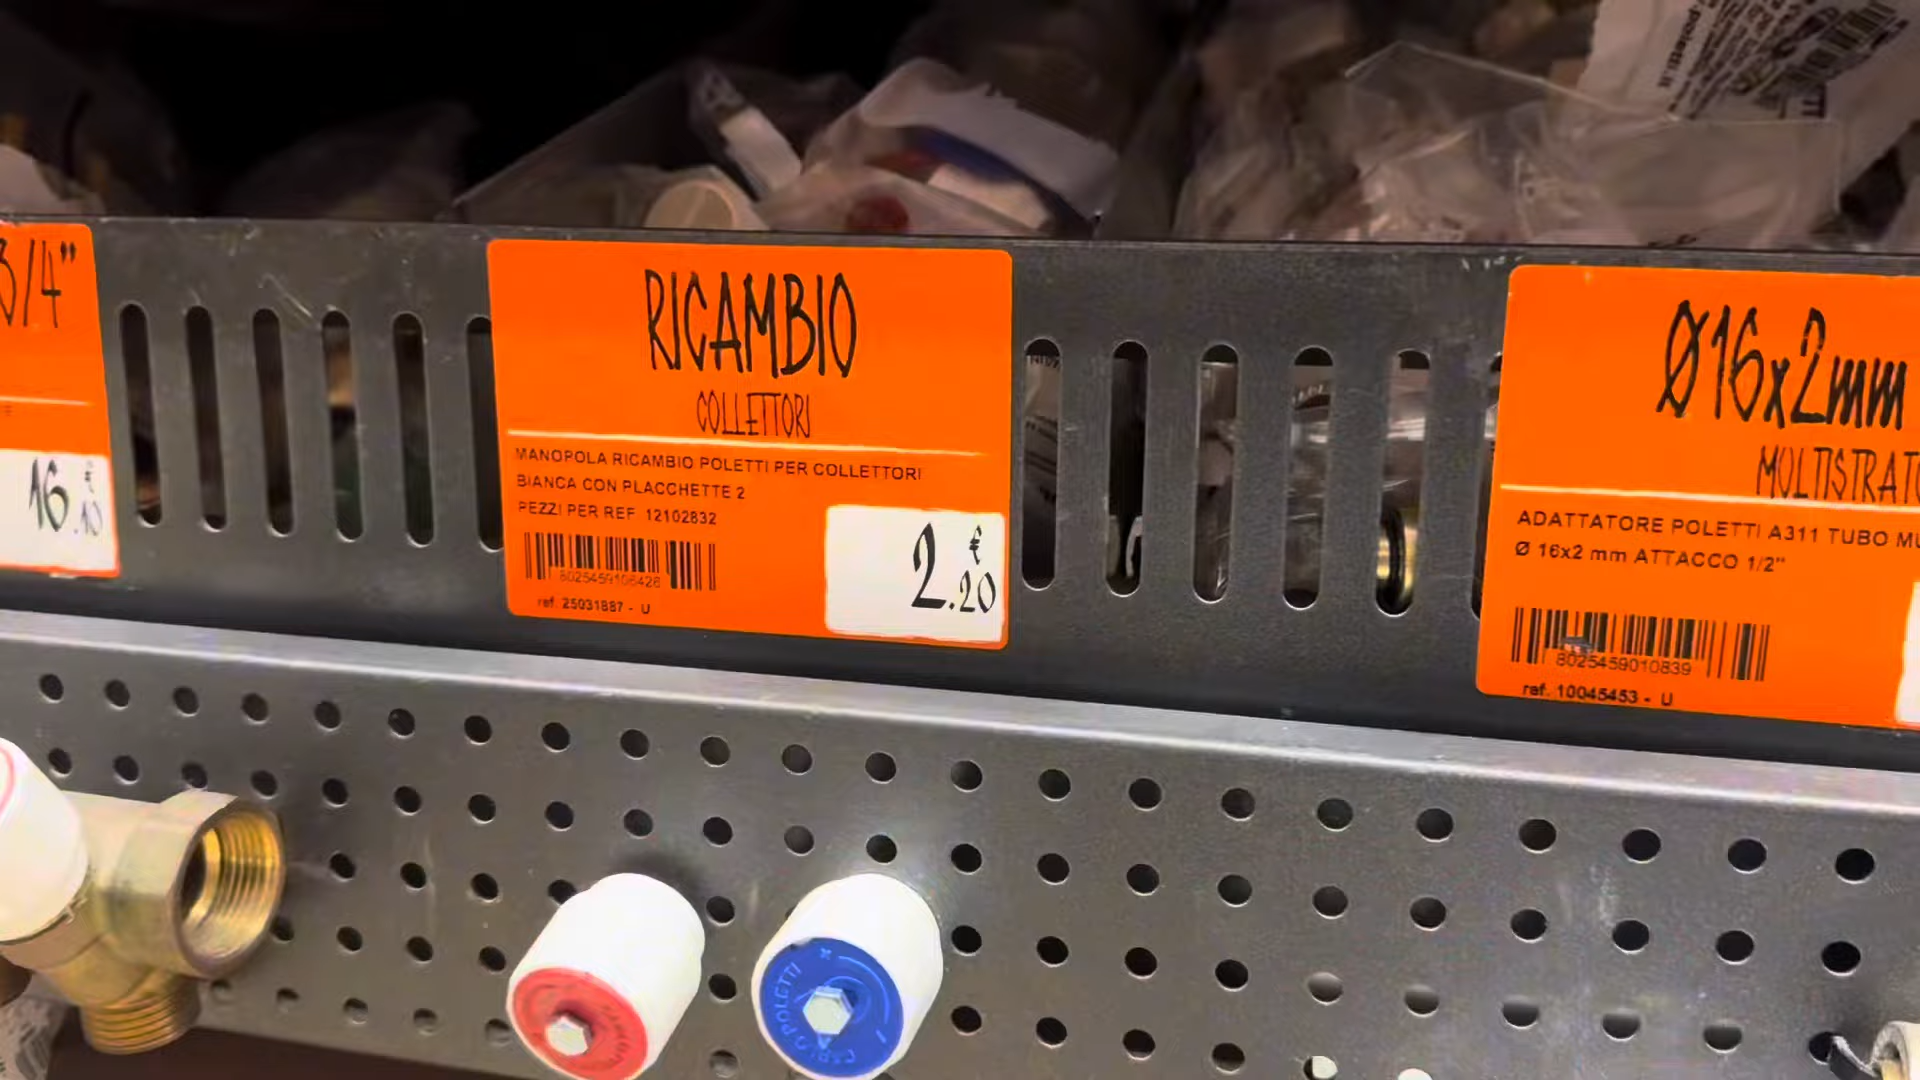 3/4"
16 €
.10
RICAMBIO
COLLETTORI
MANOPOLA RICAMBIO POLETTI PER COLLETTORI
BIANCA CON PLACCHETTE 2
PEZZI PER REF 12102832
8025459106428
ref. 25031887 - U
2 €
.20
Ø16x2mm
MULTISTRATO
ADATTATORE POLETTI A311 TUBO MU
Ø 16x2 mm ATTACCO 1/2"
8025459010839
ref. 10045453 - U
CARLO POLETTI